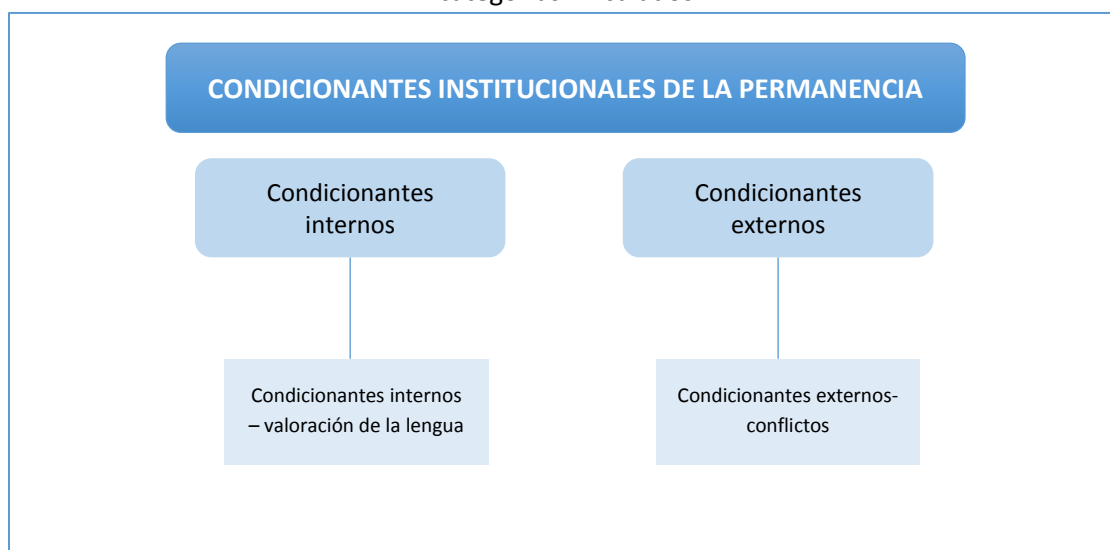 CONDICIONANTES INSTITUCIONALES DE LA PERMANENCIA
Condicionantes
internos
Condicionantes
externos
Condicionantes internos
– valoración de la lengua
Condicionantes externos-
conflictos